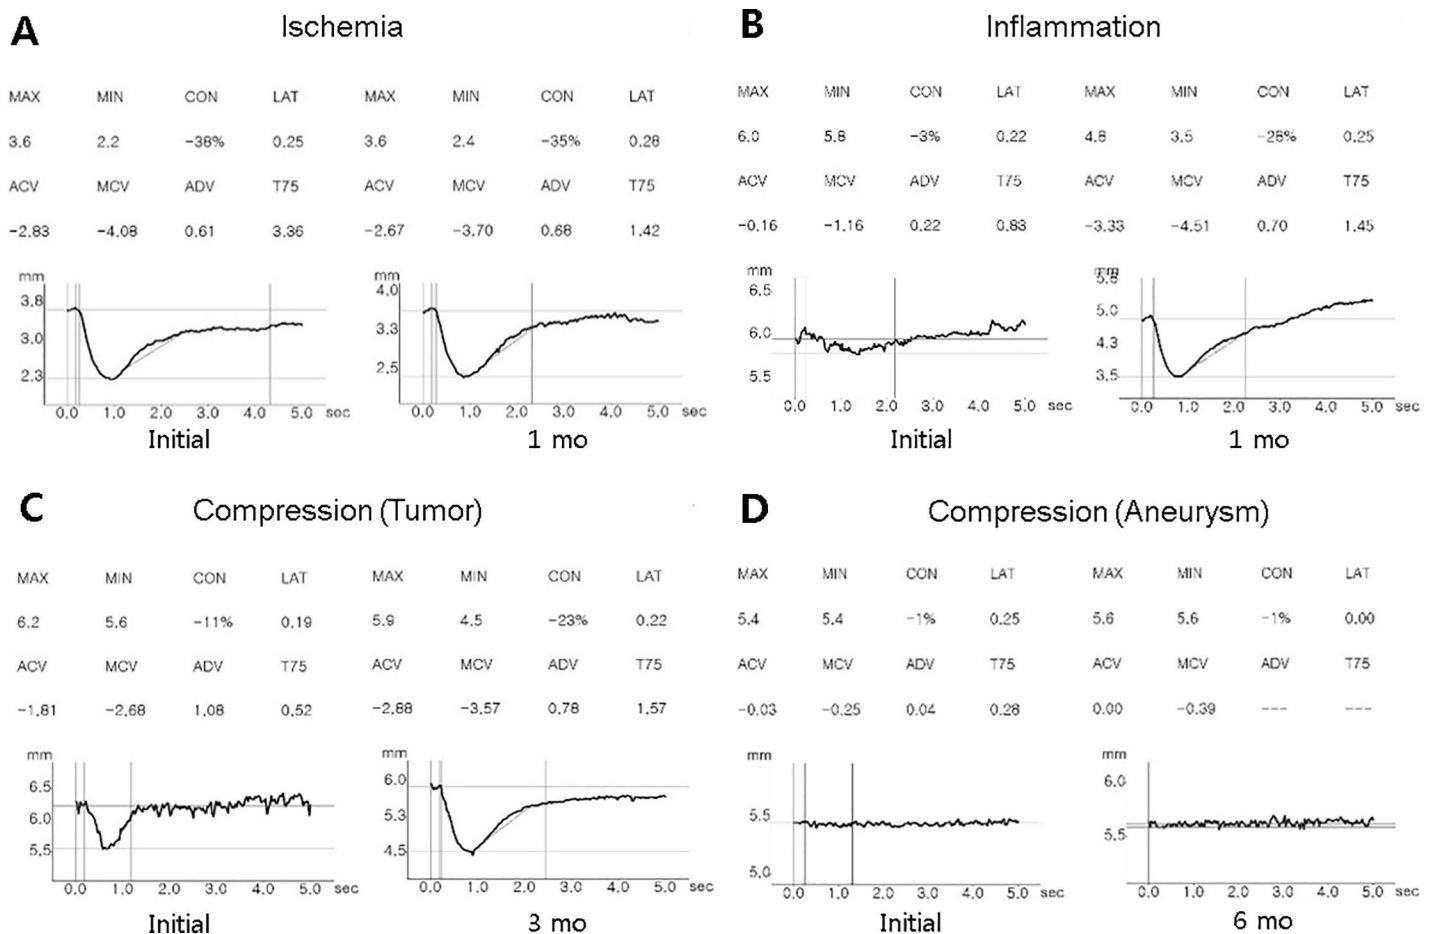 A Ischemia
MAX MIN CON LAT MAX MIN CON LAT
3.6 2.2 -38% 0.25 3.6 2.4 -35% 0.28
ACV MCV ADV T75 ACV MCV ADV T75
-2.83 -4.08 0.61 3.36 -2.67 -3.70 0.68 1.42
mm mm
3.8 4.0
3.0 3.3
2.3 2.5
0.0 1.0 2.0 3.0 4.0 5.0 sec 0.0 1.0 2.0 3.0 4.0 5.0 sec
Initial 1 mo
B Inflammation
MAX MIN CON LAT MAX MIN CON LAT
6.0 5.8 -3% 0.22 4.8 3.5 -28% 0.25
ACV MCV ADV T75 ACV MCV ADV T75
-0.16 -1.16 0.22 0.83 -3.33 -4.51 0.70 1.45
mm mm
6.5 5.8
6.0 5.0
5.5 4.3
3.5
0.0 1.0 2.0 3.0 4.0 5.0 sec 0.0 1.0 2.0 3.0 4.0 5.0 sec
Initial 1 mo
C Compression (Tumor)
MAX MIN CON LAT MAX MIN CON LAT
6.2 5.6 -11% 0.19 5.9 4.5 -23% 0.22
ACV MCV ADV T75 ACV MCV ADV T75
-1.81 -2.68 1.08 0.52 -2.88 -3.57 0.78 1.57
mm mm
6.5 6.0
6.0 5.3
5.5 4.5
0.0 1.0 2.0 3.0 4.0 5.0 sec 0.0 1.0 2.0 3.0 4.0 5.0 sec
Initial 3 mo
D Compression (Aneurysm)
MAX MIN CON LAT MAX MIN CON LAT
5.4 5.4 -1% 0.25 5.6 5.6 -1% 0.00
ACV MCV ADV T75 ACV MCV ADV T75
-0.03 -0.25 0.04 0.28 0.00 -0.39 --- ---
mm mm
5.5 6.0
5.0 5.5
0.0 1.0 2.0 3.0 4.0 5.0 sec 0.0 1.0 2.0 3.0 4.0 5.0 sec
Initial 6 mo